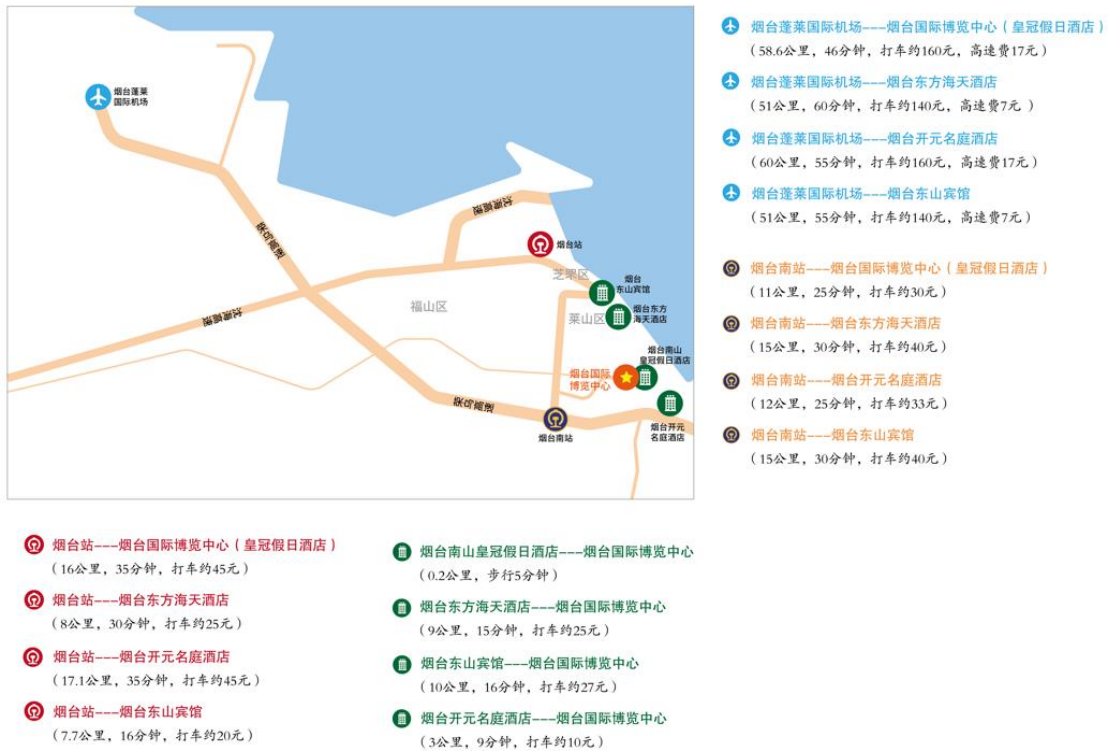 烟台蓬莱
国际机场
荣乌高速
沈海高速
沈海高速
荣乌高速
烟台站
芝罘区
福山区
莱山区
烟台
东山宾馆
烟台东方
海天酒店
烟台南山
皇冠假日酒店
烟台国际
博览中心
烟台南站
烟台开元
名庭酒店
烟台蓬莱国际机场---烟台国际博览中心（皇冠假日酒店）
（58.6公里，46分钟，打车约160元，高速费17元）
烟台蓬莱国际机场---烟台东方海天酒店
（51公里，60分钟，打车约140元，高速费7元 ）
烟台蓬莱国际机场---烟台开元名庭酒店
（60公里，55分钟，打车约160元，高速费17元）
烟台蓬莱国际机场---烟台东山宾馆
（51公里，55分钟，打车约140元，高速费7元）
烟台南站---烟台国际博览中心（皇冠假日酒店）
（11公里，25分钟，打车约30元）
烟台南站---烟台东方海天酒店
（15公里，30分钟，打车约40元）
烟台南站---烟台开元名庭酒店
（12公里，25分钟，打车约33元）
烟台南站---烟台东山宾馆
（15公里，30分钟，打车约40元）
烟台站---烟台国际博览中心（皇冠假日酒店）
（16公里，35分钟，打车约45元）
烟台站---烟台东方海天酒店
（8公里，30分钟，打车约25元）
烟台站---烟台开元名庭酒店
（17.1公里，35分钟，打车约45元）
烟台站---烟台东山宾馆
（7.7公里，16分钟，打车约20元）
烟台南山皇冠假日酒店---烟台国际博览中心
（0.2公里，步行5分钟）
烟台东方海天酒店---烟台国际博览中心
（9公里，15分钟，打车约25元）
烟台东山宾馆---烟台国际博览中心
（10公里，16分钟，打车约27元）
烟台开元名庭酒店---烟台国际博览中心
（3公里，9分钟，打车约10元）